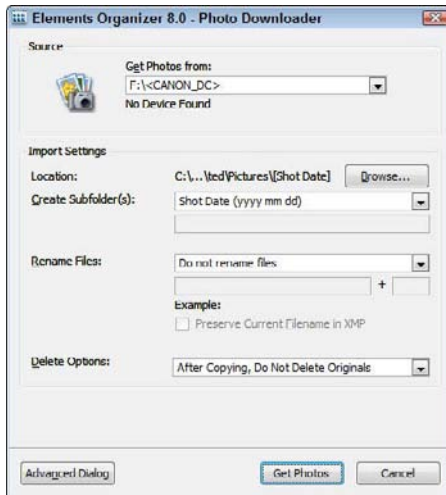 Elements Organizer 8.0 - Photo Downloader
Source
Get Photos from:
F:\<CANON_DC>
No Device Found
Import Settings
Location:
C:\...\ted\Pictures\[Shot Date]
Browse...
Create Subfolder(s):
Shot Date (yyyy mm dd)
Rename Files:
Do not rename files
+
Example:
Preserve Current Filename in XMP
Delete Options:
After Copying, Do Not Delete Originals
Advanced Dialog
Get Photos
Cancel